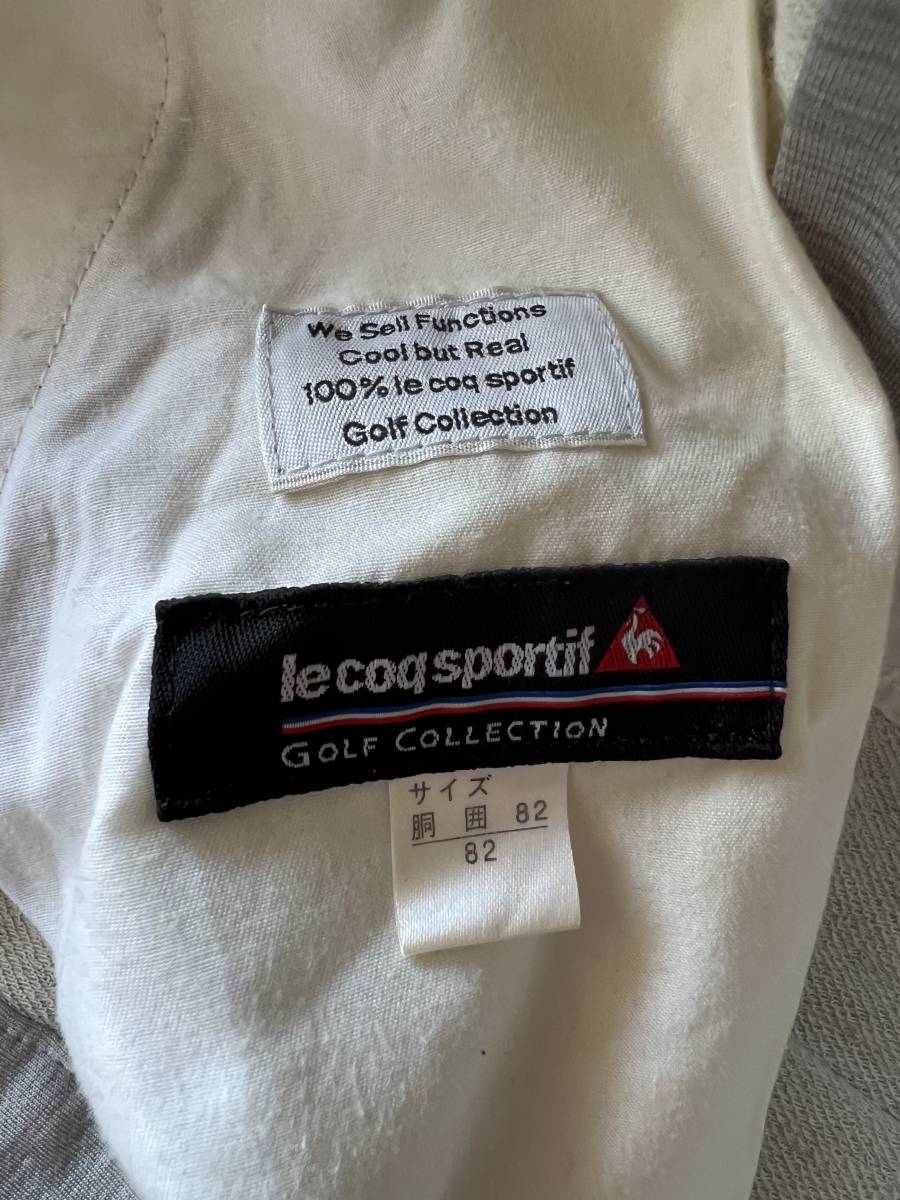 We Sell Functions
Cool but Real
100% le coq sportif
Golf Collection
le coq sportif
GOLF COLLECTION
サイズ
胴 囲 82
82